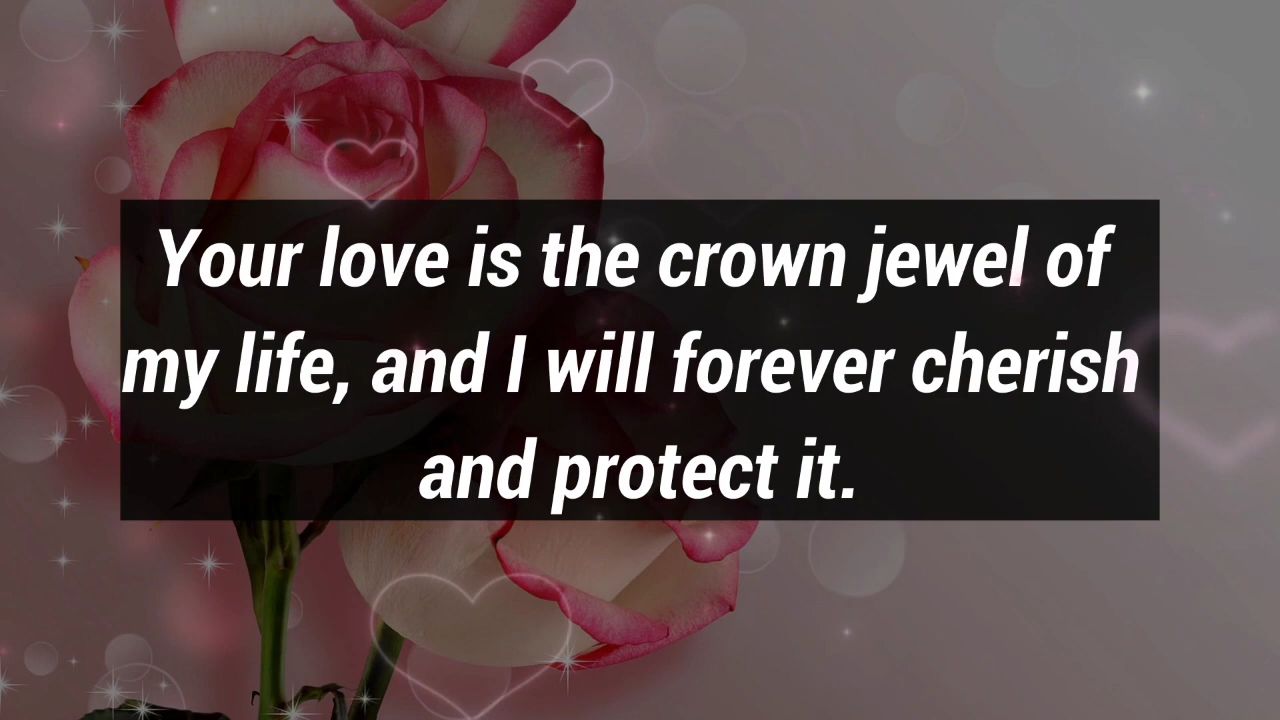 Your love is the crown jewel of
my life, and I will forever cherish
and protect it.